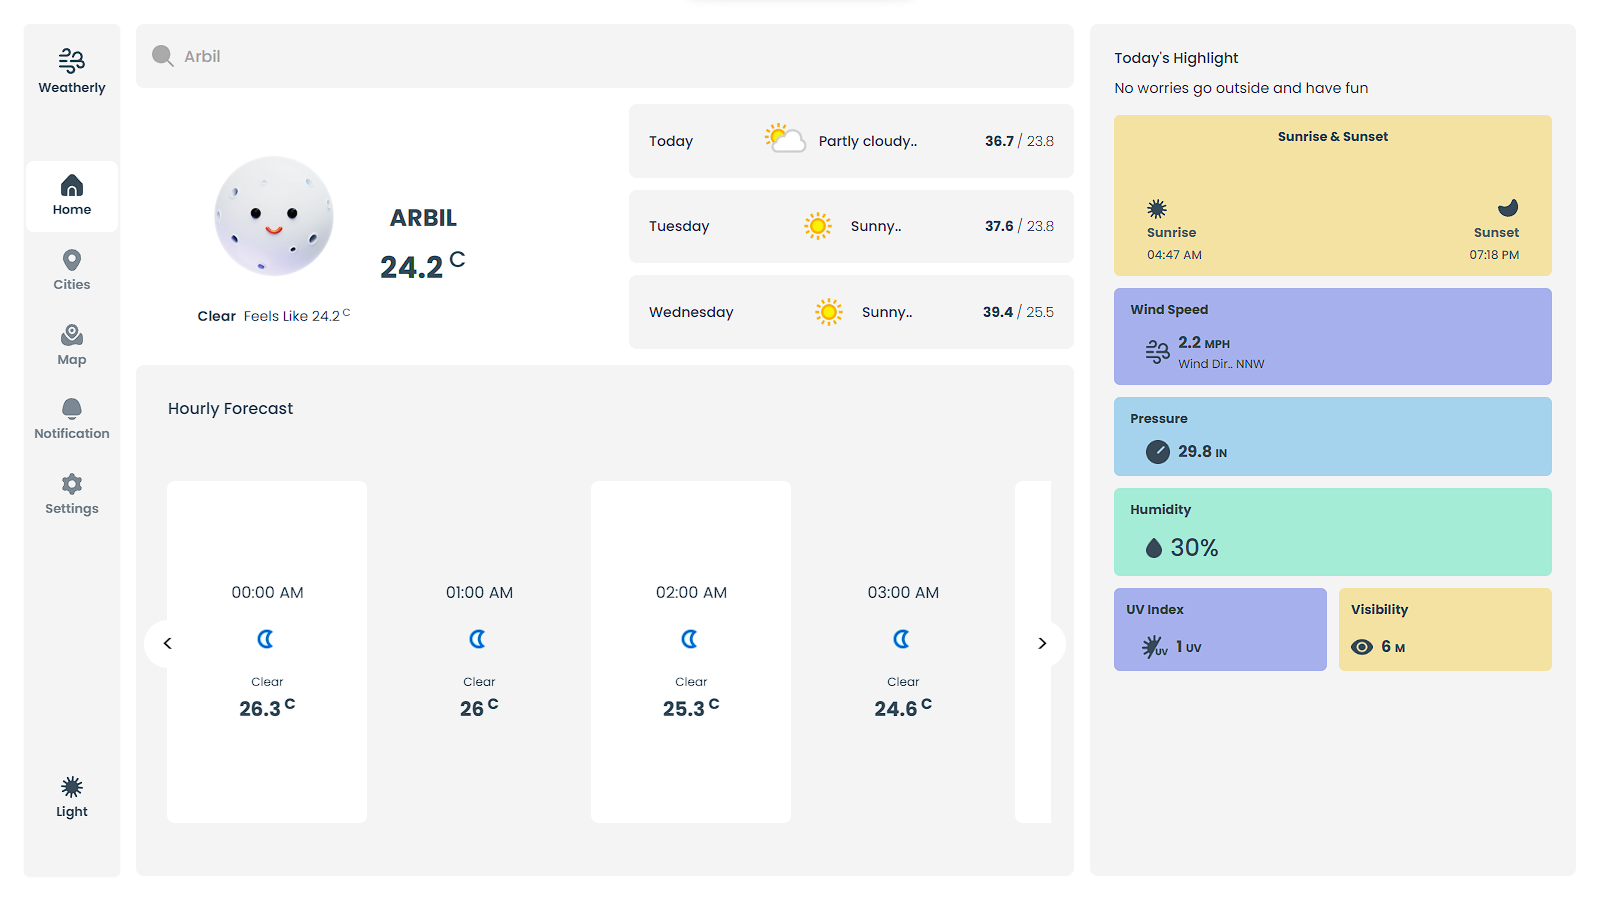 Weatherly
Home
Cities
Map
Notification
Settings
Light
Arbil
ARBIL
24.2 C
Clear Feels Like 24.2 C
Today Partly cloudy.. 36.7 / 23.8
Tuesday Sunny.. 37.6 / 23.8
Wednesday Sunny.. 39.4 / 25.5
Hourly Forecast
<
00:00 AM
Clear
26.3 C
01:00 AM
Clear
26 C
02:00 AM
Clear
25.3 C
03:00 AM
Clear
24.6 C
>
Today's Highlight
No worries go outside and have fun
Sunrise & Sunset
Sunrise
04:47 AM
Sunset
07:18 PM
Wind Speed
2.2 MPH
Wind Dir.. NNW
Pressure
29.8 IN
Humidity
30%
UV Index
UV 1 UV
Visibility
6 M